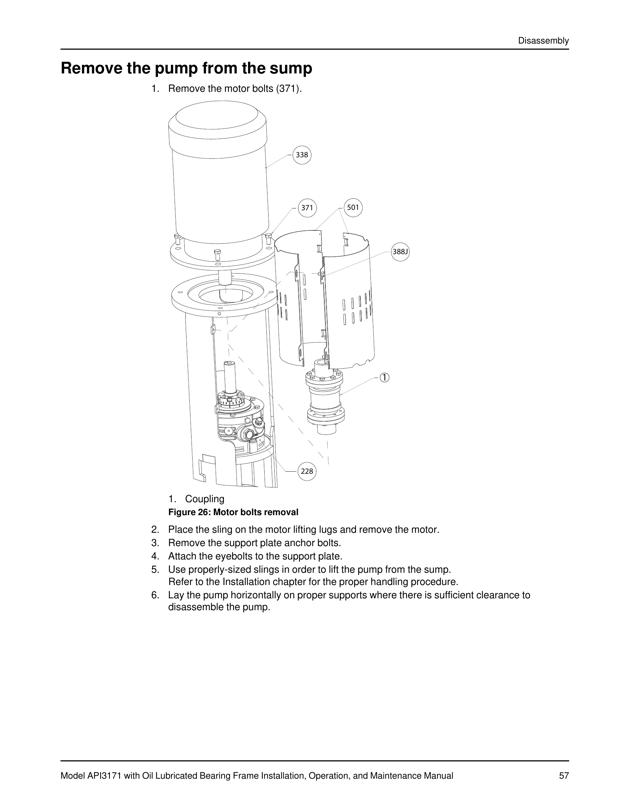 Disassembly
Remove the pump from the sump
1. Remove the motor bolts (371).
338
371
501
388J
1
228
1. Coupling
Figure 26: Motor bolts removal
2. Place the sling on the motor lifting lugs and remove the motor.
3. Remove the support plate anchor bolts.
4. Attach the eyebolts to the support plate.
5. Use properly-sized slings in order to lift the pump from the sump.
Refer to the Installation chapter for the proper handling procedure.
6. Lay the pump horizontally on proper supports where there is sufficient clearance to
disassemble the pump.
Model API3171 with Oil Lubricated Bearing Frame Installation, Operation, and Maintenance Manual 57